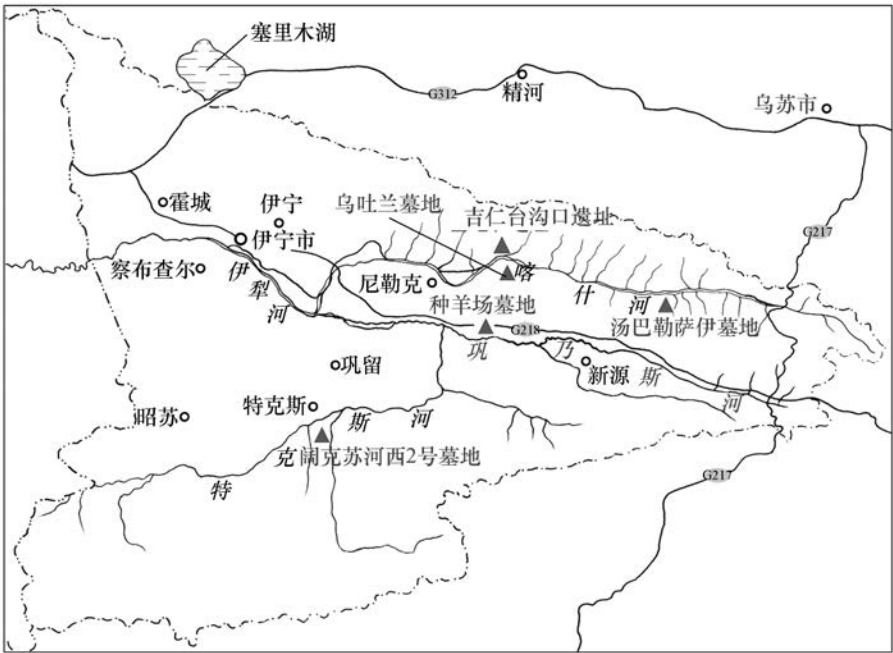 塞里木湖
G312
精河
乌苏市
霍城
伊宁
乌吐兰墓地
吉仁台沟口遗址
G217
伊宁市
察布查尔
伊犁河
尼勒克
喀什河
种羊场墓地
G218
汤巴勒萨伊墓地
巩乃斯河
巩留
新源
昭苏
特克斯
特克斯河
阔克苏河西2号墓地
G217